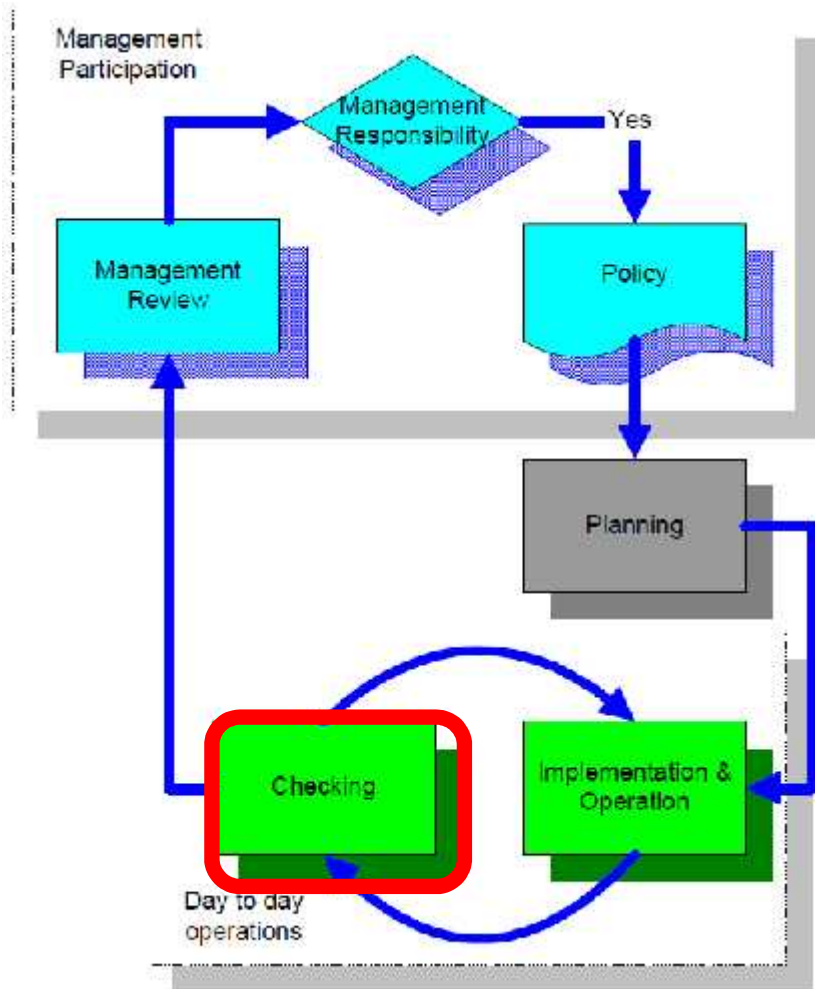 Management
Participation
Management
Responsibility
Yes
Management
Review
Policy
Planning
Checking
Implementation &
Operation
Day to day
operations